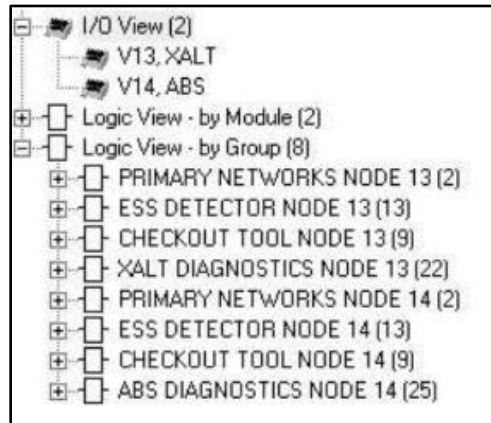 I/O View (2)
V13, XALT
V14, ABS
Logic View - by Module (2)
Logic View - by Group (8)
PRIMARY NETWORKS NODE 13 (2)
ESS DETECTOR NODE 13 (13)
CHECKOUT TOOL NODE 13 (9)
XALT DIAGNOSTICS NODE 13 (22)
PRIMARY NETWORKS NODE 14 (2)
ESS DETECTOR NODE 14 (13)
CHECKOUT TOOL NODE 14 (9)
ABS DIAGNOSTICS NODE 14 (25)